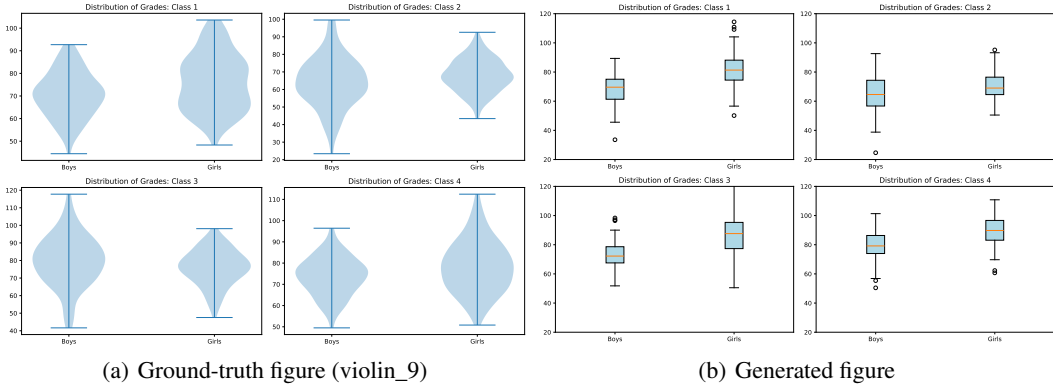 Distribution of Grades: Class 1
100
90
80
70
60
50
Boys
Girls
Distribution of Grades: Class 2
100
80
60
40
20
Boys
Girls
Distribution of Grades: Class 3
120
110
100
90
80
70
60
50
40
Boys
Girls
Distribution of Grades: Class 4
110
100
90
80
70
60
50
Boys
Girls
(a) Ground-truth figure (violin_9)
Distribution of Grades: Class 1
120
100
80
60
40
20
Boys
Girls
Distribution of Grades: Class 2
120
100
80
60
40
20
Boys
Girls
Distribution of Grades: Class 3
120
100
80
60
40
20
Boys
Girls
Distribution of Grades: Class 4
120
100
80
60
40
20
Boys
Girls
(b) Generated figure